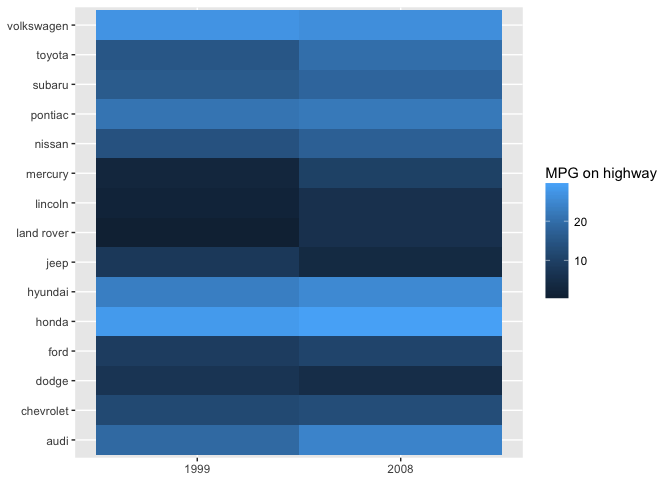 volkswagen
toyota
subaru
pontiac
nissan
mercury
lincoln
land rover
jeep
hyundai
honda
ford
dodge
chevrolet
audi
1999 2008
MPG on highway
20
10